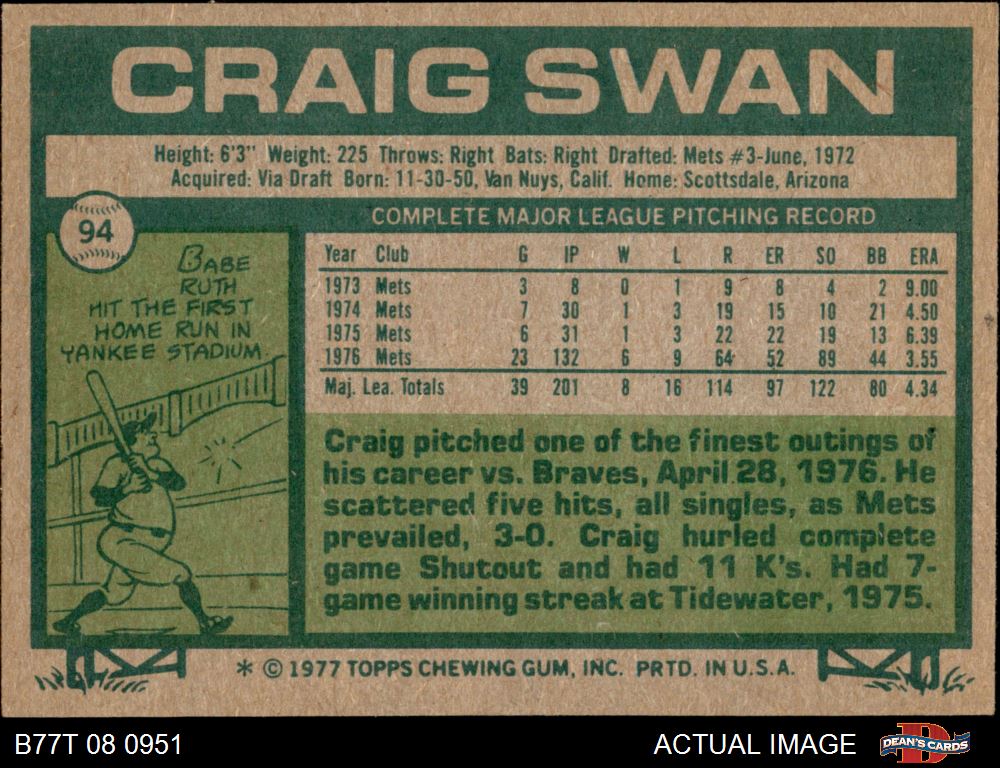 CRAIG SWAN
Height: 6'3" Weight: 225 Throws: Right Bats: Right Drafted: Mets #3-June, 1972
Acquired: Via Draft Born: 11-30-50, Van Nuys, Calif. Home: Scottsdale, Arizona
94
BABE
RUTH
HIT THE FIRST
HOME RUN IN
YANKEE STADIUM.
COMPLETE MAJOR LEAGUE PITCHING RECORD
Year Club G IP W L R ER SO BB ERA
1973 Mets 3 8 0 1 9 8 4 2 9.00
1974 Mets 7 30 1 3 19 15 10 21 4.50
1975 Mets 6 31 1 3 22 22 19 13 6.39
1976 Mets 23 132 6 9 64 52 89 44 3.55
Maj. Lea. Totals 39 201 8 16 114 97 122 80 4.34
Craig pitched one of the finest outings of
his career vs. Braves, April 28, 1976. He
scattered five hits, all singles, as Mets
prevailed, 3-0. Craig hurled complete
game Shutout and had 11 K's. Had 7-
game winning streak at Tidewater, 1975.
* © 1977 TOPPS CHEWING GUM, INC. PRTD. IN U.S.A.
B77T 08 0951
ACTUAL IMAGE
D
DEAN'S CARDS